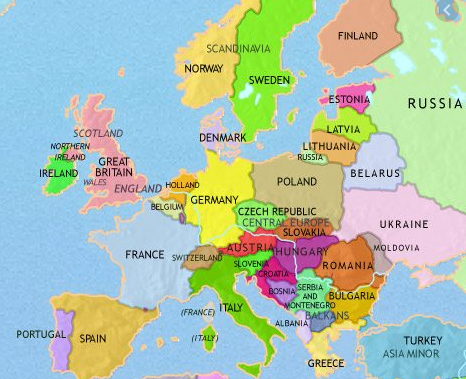 FINLAND
SCANDINAVIA
NORWAY
SWEDEN
ESTONIA
RUSSIA
SCOTLAND
DENMARK
LATVIA
NORTHERN
IRELAND
LITHUANIA
RUSSIA
IRELAND
GREAT
BRITAIN
WALES
ENGLAND
HOLLAND
BELARUS
POLAND
GERMANY
BELGIUM
CZECH REPUBLIC
CENTRAL EUROPE
SLOVAKIA
UKRAINE
FRANCE
SWITZERLAND
AUSTRIA
HUNGARY
MOLDOVIA
SLOVENIA
ROMANIA
CROATIA
BOSNIA
SERBIA
AND
MONTENEGRO
BULGARIA
ITALY
(FRANCE)
BALKANS
ALBANIA
PORTUGAL
SPAIN
(ITALY)
TURKEY
ASIA MINOR
GREECE